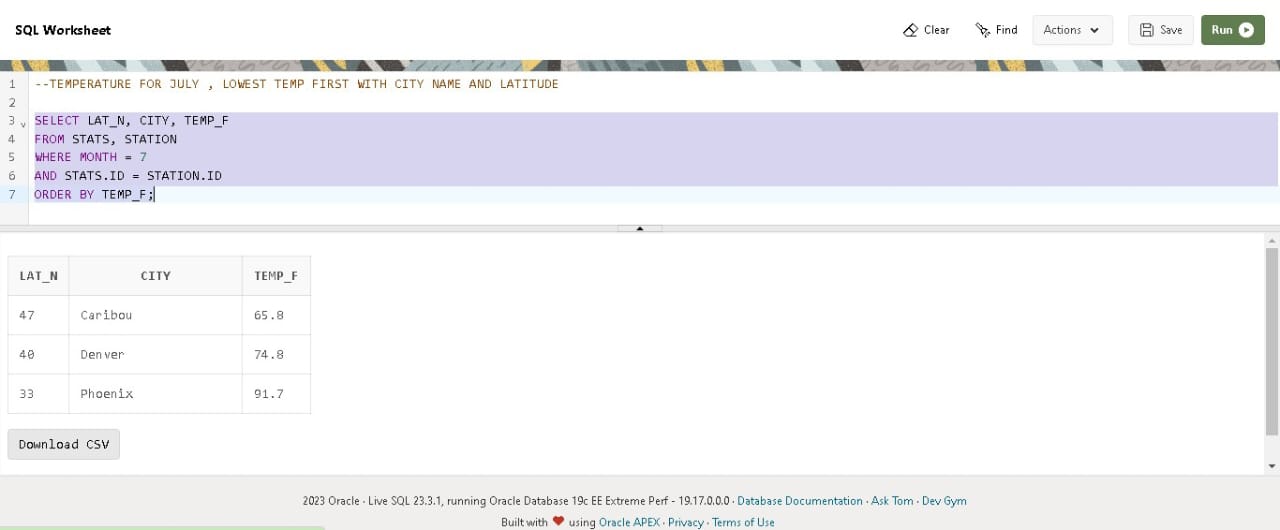 SQL Worksheet
Clear Find Actions Save Run
1 --TEMPERATURE FOR JULY , LOWEST TEMP FIRST WITH CITY NAME AND LATITUDE
2
3 SELECT LAT_N, CITY, TEMP_F
4 FROM STATS, STATION
5 WHERE MONTH = 7
6 AND STATS.ID = STATION.ID
7 ORDER BY TEMP_F;
LAT_N CITY TEMP_F
47 Caribou 65.8
40 Denver 74.8
33 Phoenix 91.7
Download CSV
2023 Oracle · Live SQL 23.3.1, running Oracle Database 19c EE Extreme Perf - 19.17.0.0.0 · Database Documentation · Ask Tom · Dev Gym
Built with ❤ using Oracle APEX · Privacy · Terms of Use